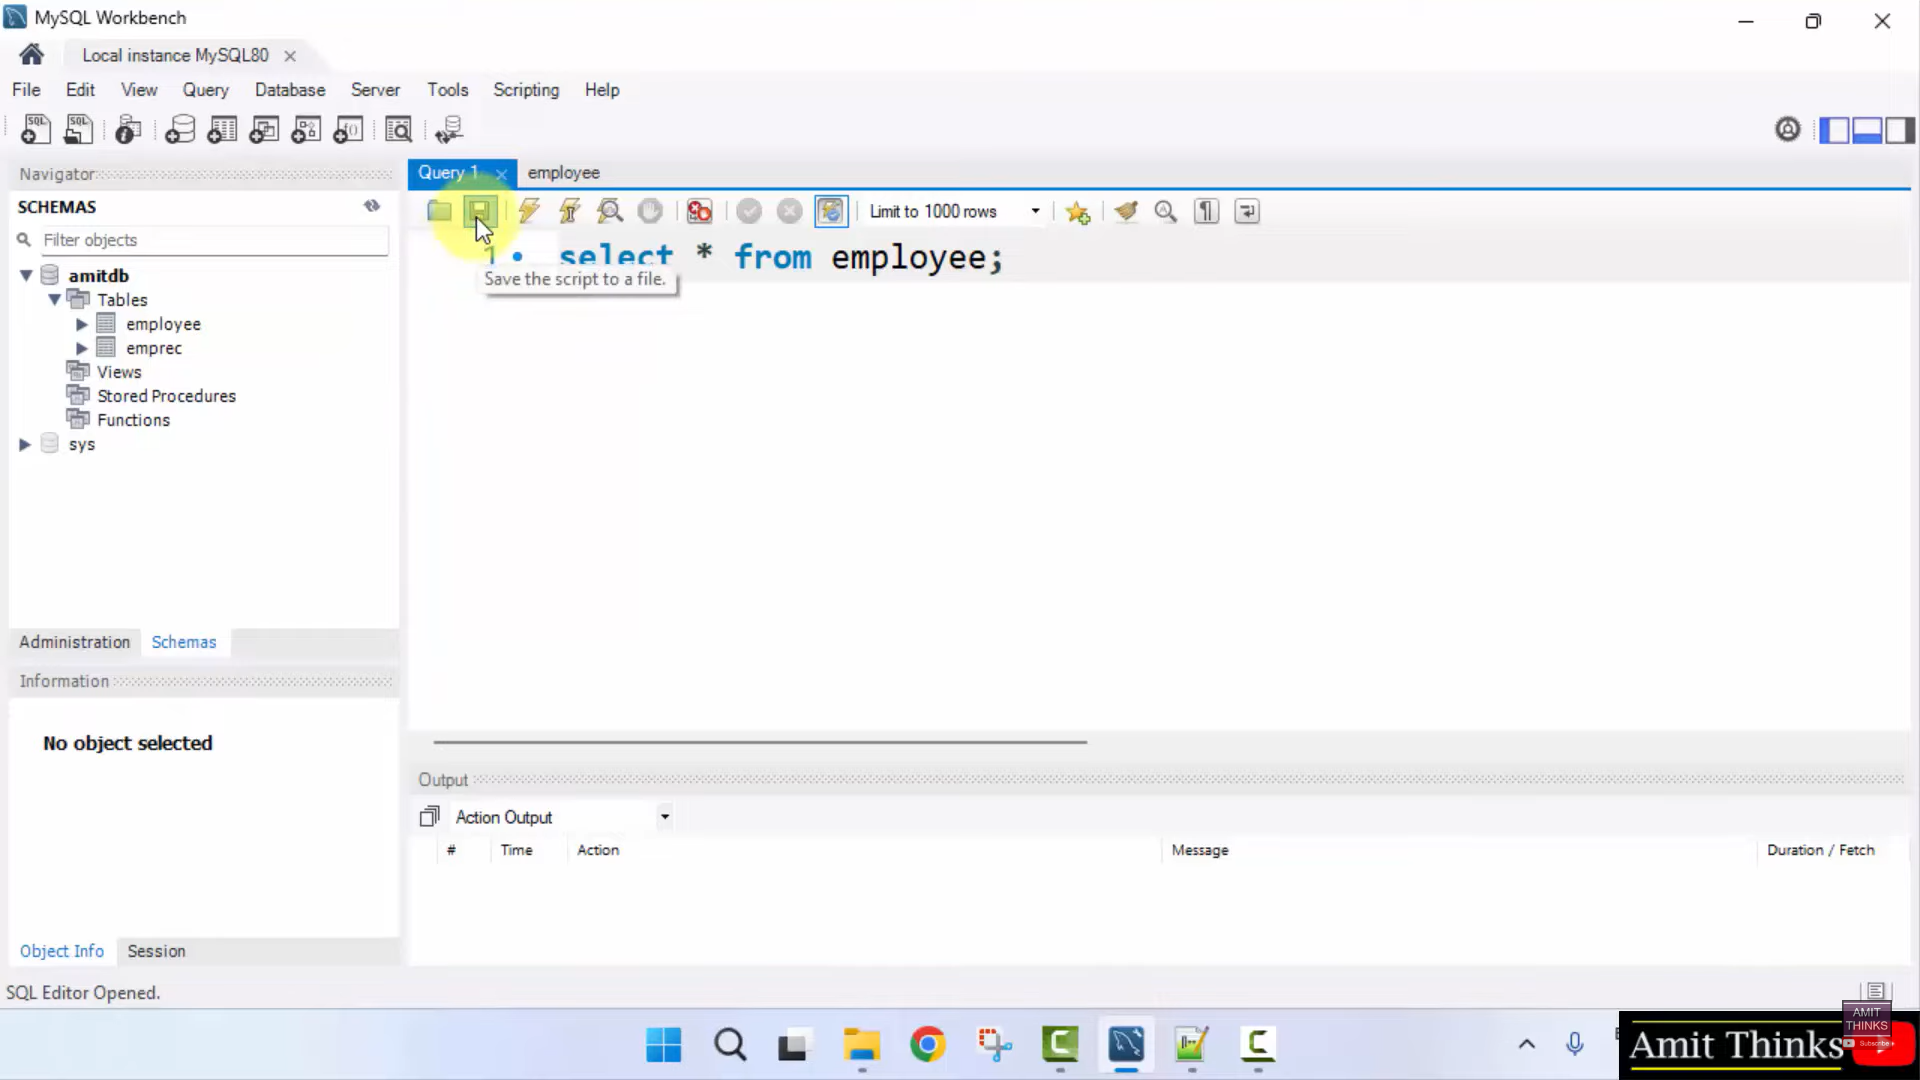 MySQL Workbench
Local instance MySQL80
File Edit View Query Database Server Tools Scripting Help
SQL SQL
Navigator
Query 1 employee
SCHEMAS
Limit to 1000 rows
Filter objects
1 select * from employee;
Save the script to a file.
amitdb
Tables
employee
emprec
Views
Stored Procedures
Functions
sys
Administration Schemas
Information
No object selected
Output
Action Output
# Time Action Message Duration / Fetch
Object Info Session
SQL Editor Opened.
AMIT
THINKS
Subscribe
Amit Thinks